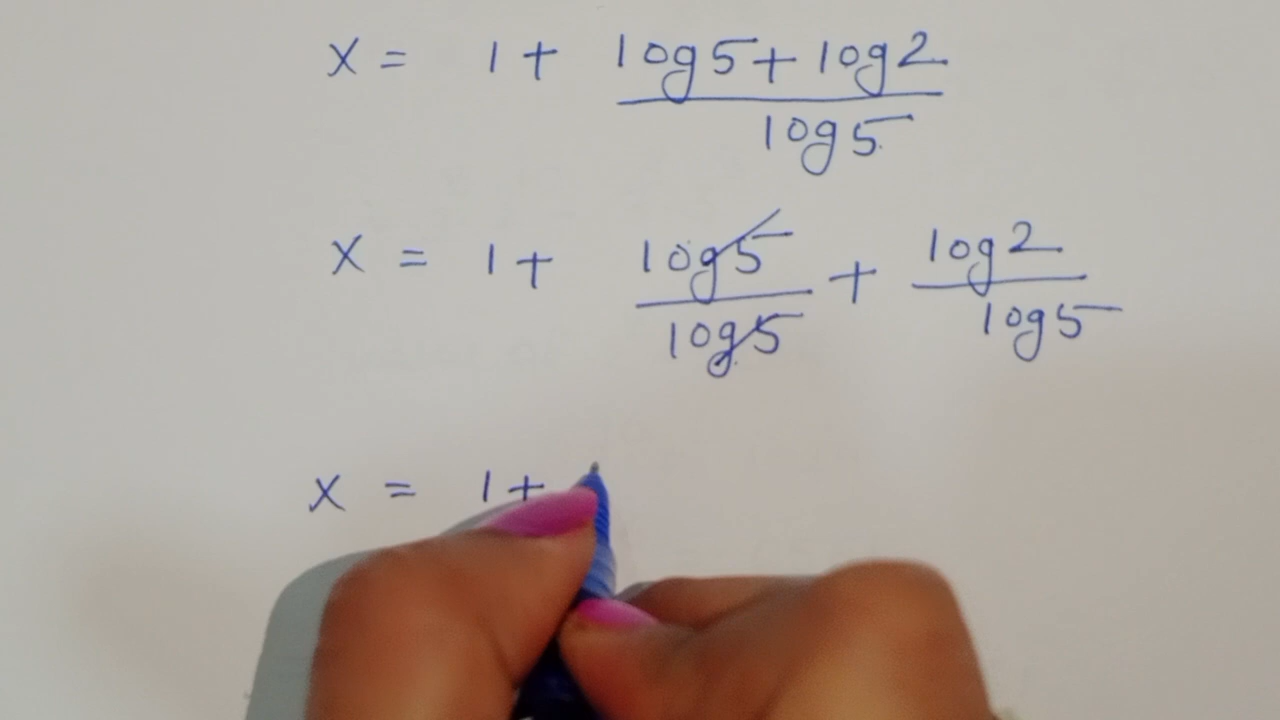 x = 1 + log5 + log2
log5
x = 1 + log5 + log2
log5 log5
x = 1 +